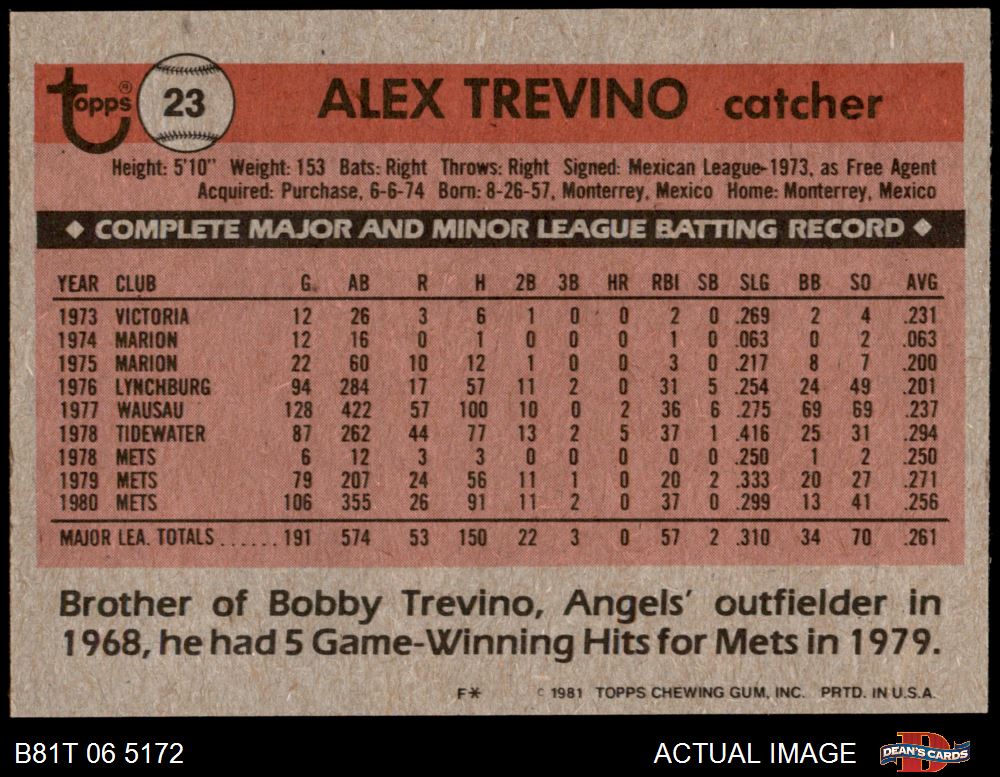 Topps® 23 ALEX TREVINO catcher
Height: 5'10" Weight: 153 Bats: Right Throws: Right Signed: Mexican League-1973, as Free Agent
Acquired: Purchase, 6-6-74 Born: 8-26-57, Monterrey, Mexico Home: Monterrey, Mexico
◆ COMPLETE MAJOR AND MINOR LEAGUE BATTING RECORD ◆
YEAR CLUB G. AB R H 2B 3B HR RBI SB SLG BB SO AVG
1973 VICTORIA 12 26 3 6 1 0 0 2 0 .269 2 4 .231
1974 MARION 12 16 0 1 0 0 0 1 0 .063 0 2 .063
1975 MARION 22 60 10 12 1 0 0 3 0 .217 8 7 .200
1976 LYNCHBURG 94 284 17 57 11 2 0 31 5 .254 24 49 .201
1977 WAUSAU 128 422 57 100 10 0 2 36 6 .275 69 69 .237
1978 TIDEWATER 87 262 44 77 13 2 5 37 1 .416 25 31 .294
1978 METS 6 12 3 3 0 0 0 0 0 .250 1 2 .250
1979 METS 79 207 24 56 11 1 0 20 2 .333 20 27 .271
1980 METS 106 355 26 91 11 2 0 37 0 .299 13 41 .256
MAJOR LEA. TOTALS ...... 191 574 53 150 22 3 0 57 2 .310 34 70 .261
Brother of Bobby Trevino, Angels' outfielder in
1968, he had 5 Game-Winning Hits for Mets in 1979.
F* © 1981 TOPPS CHEWING GUM, INC. PRTD. IN U.S.A.
B81T 06 5172 ACTUAL IMAGE DEAN'S CARDS